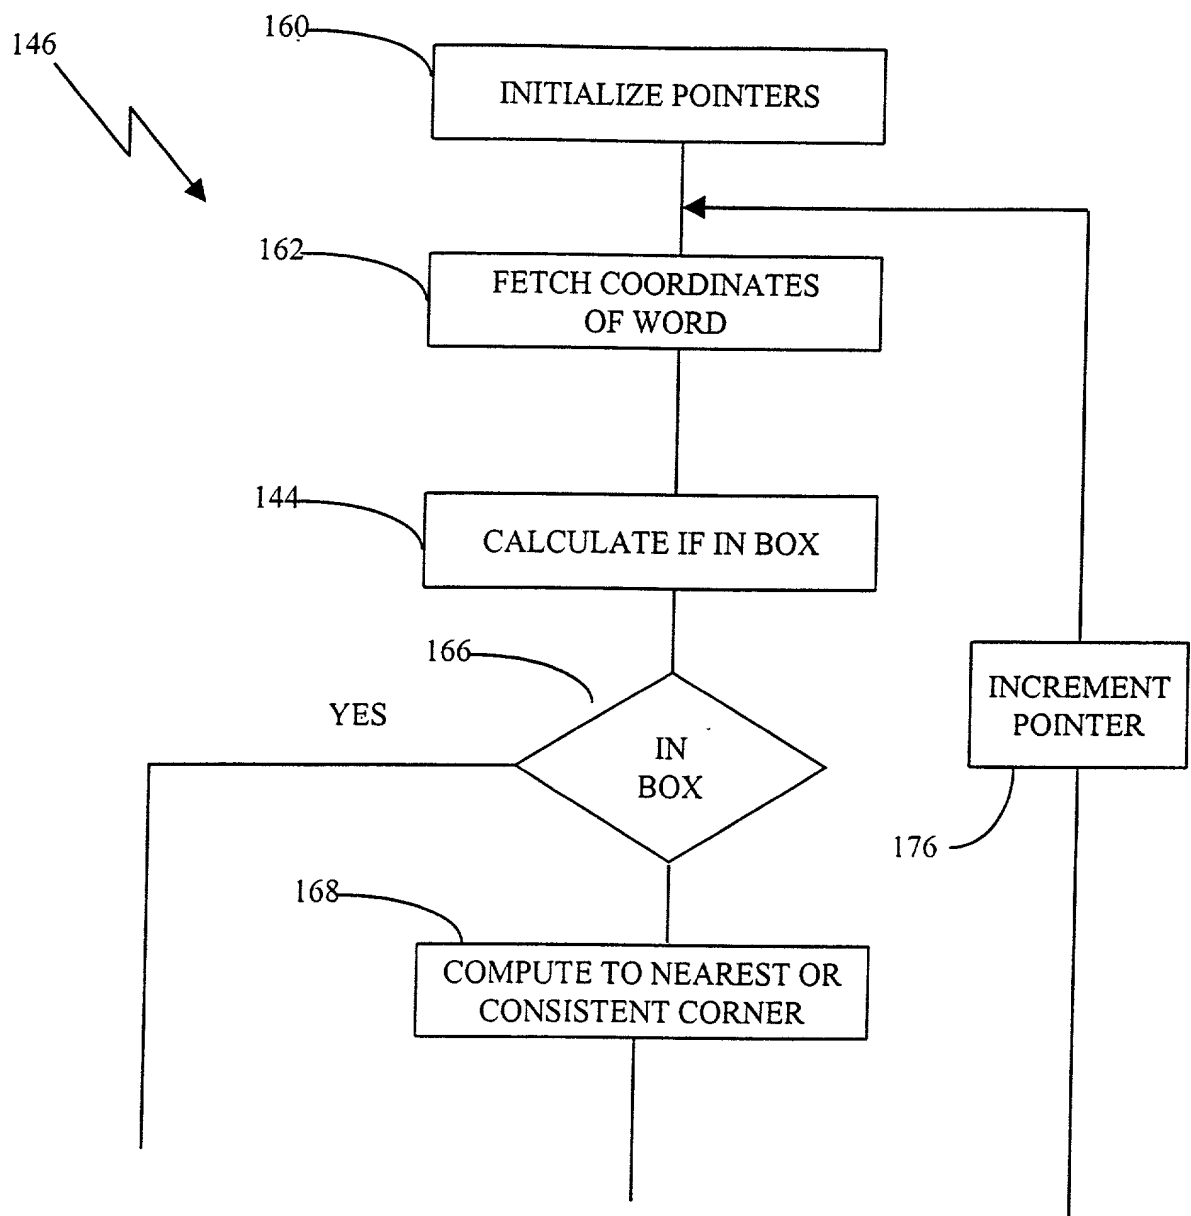 160
146
INITIALIZE POINTERS
162
FETCH COORDINATES
OF WORD
144
CALCULATE IF IN BOX
166
YES
IN
BOX
INCREMENT
POINTER
176
168
COMPUTE TO NEAREST OR
CONSISTENT CORNER